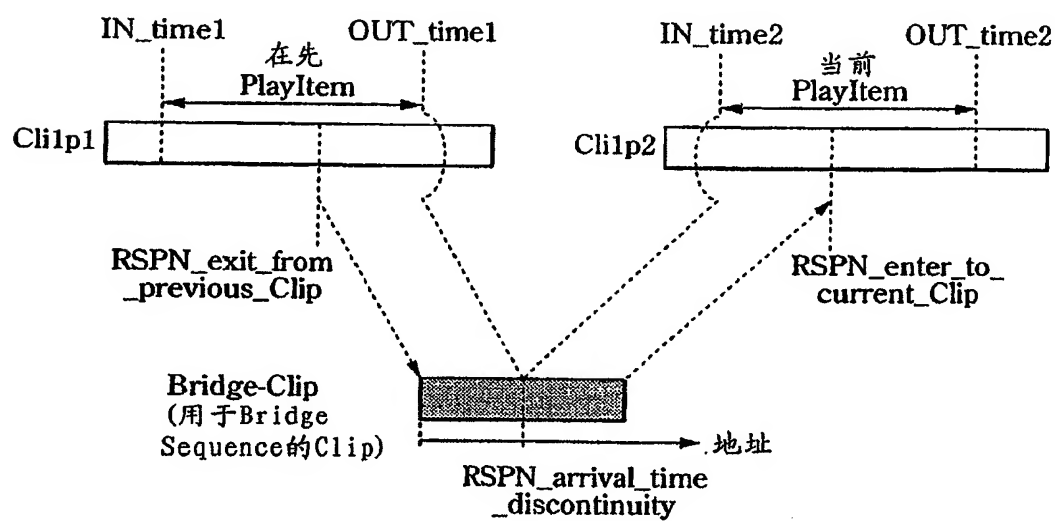 IN_time1
OUT_time1
IN_time2
OUT_time2
在先
PlayItem
当前
PlayItem
Cli1p1
Cli1p2
RSPN_exit_from
_previous_Clip
RSPN_enter_to_
current_Clip
Bridge-Clip
(用于Bridge
Sequence的Clip)
地址
RSPN_arrival_time
_discontinuity